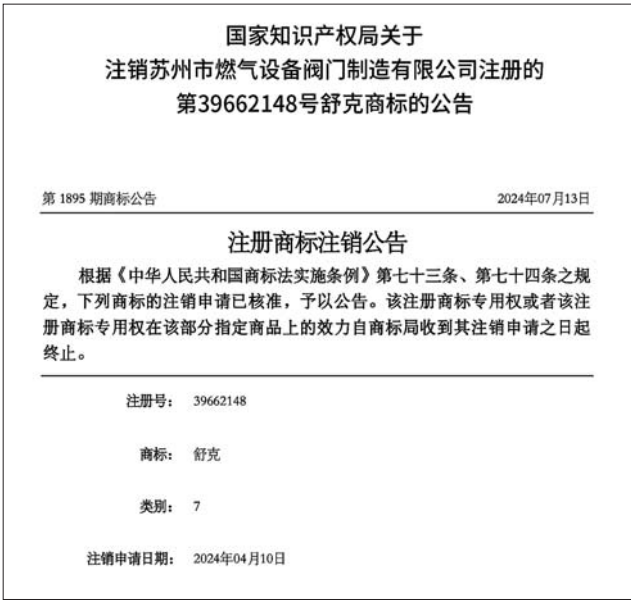 国家知识产权局关于
注销苏州市燃气设备阀门制造有限公司注册的
第39662148号舒克商标的公告
第 1895 期商标公告
2024年07月13日
注册商标注销公告
根据《中华人民共和国商标法实施条例》第七十三条、第七十四条之规
定，下列商标的注销申请已核准，予以公告。该注册商标专用权或者该注
册商标专用权在该部分指定商品上的效力自商标局收到其注销申请之日起
终止。
注册号： 39662148
商标： 舒克
类别： 7
注销申请日期： 2024年04月10日